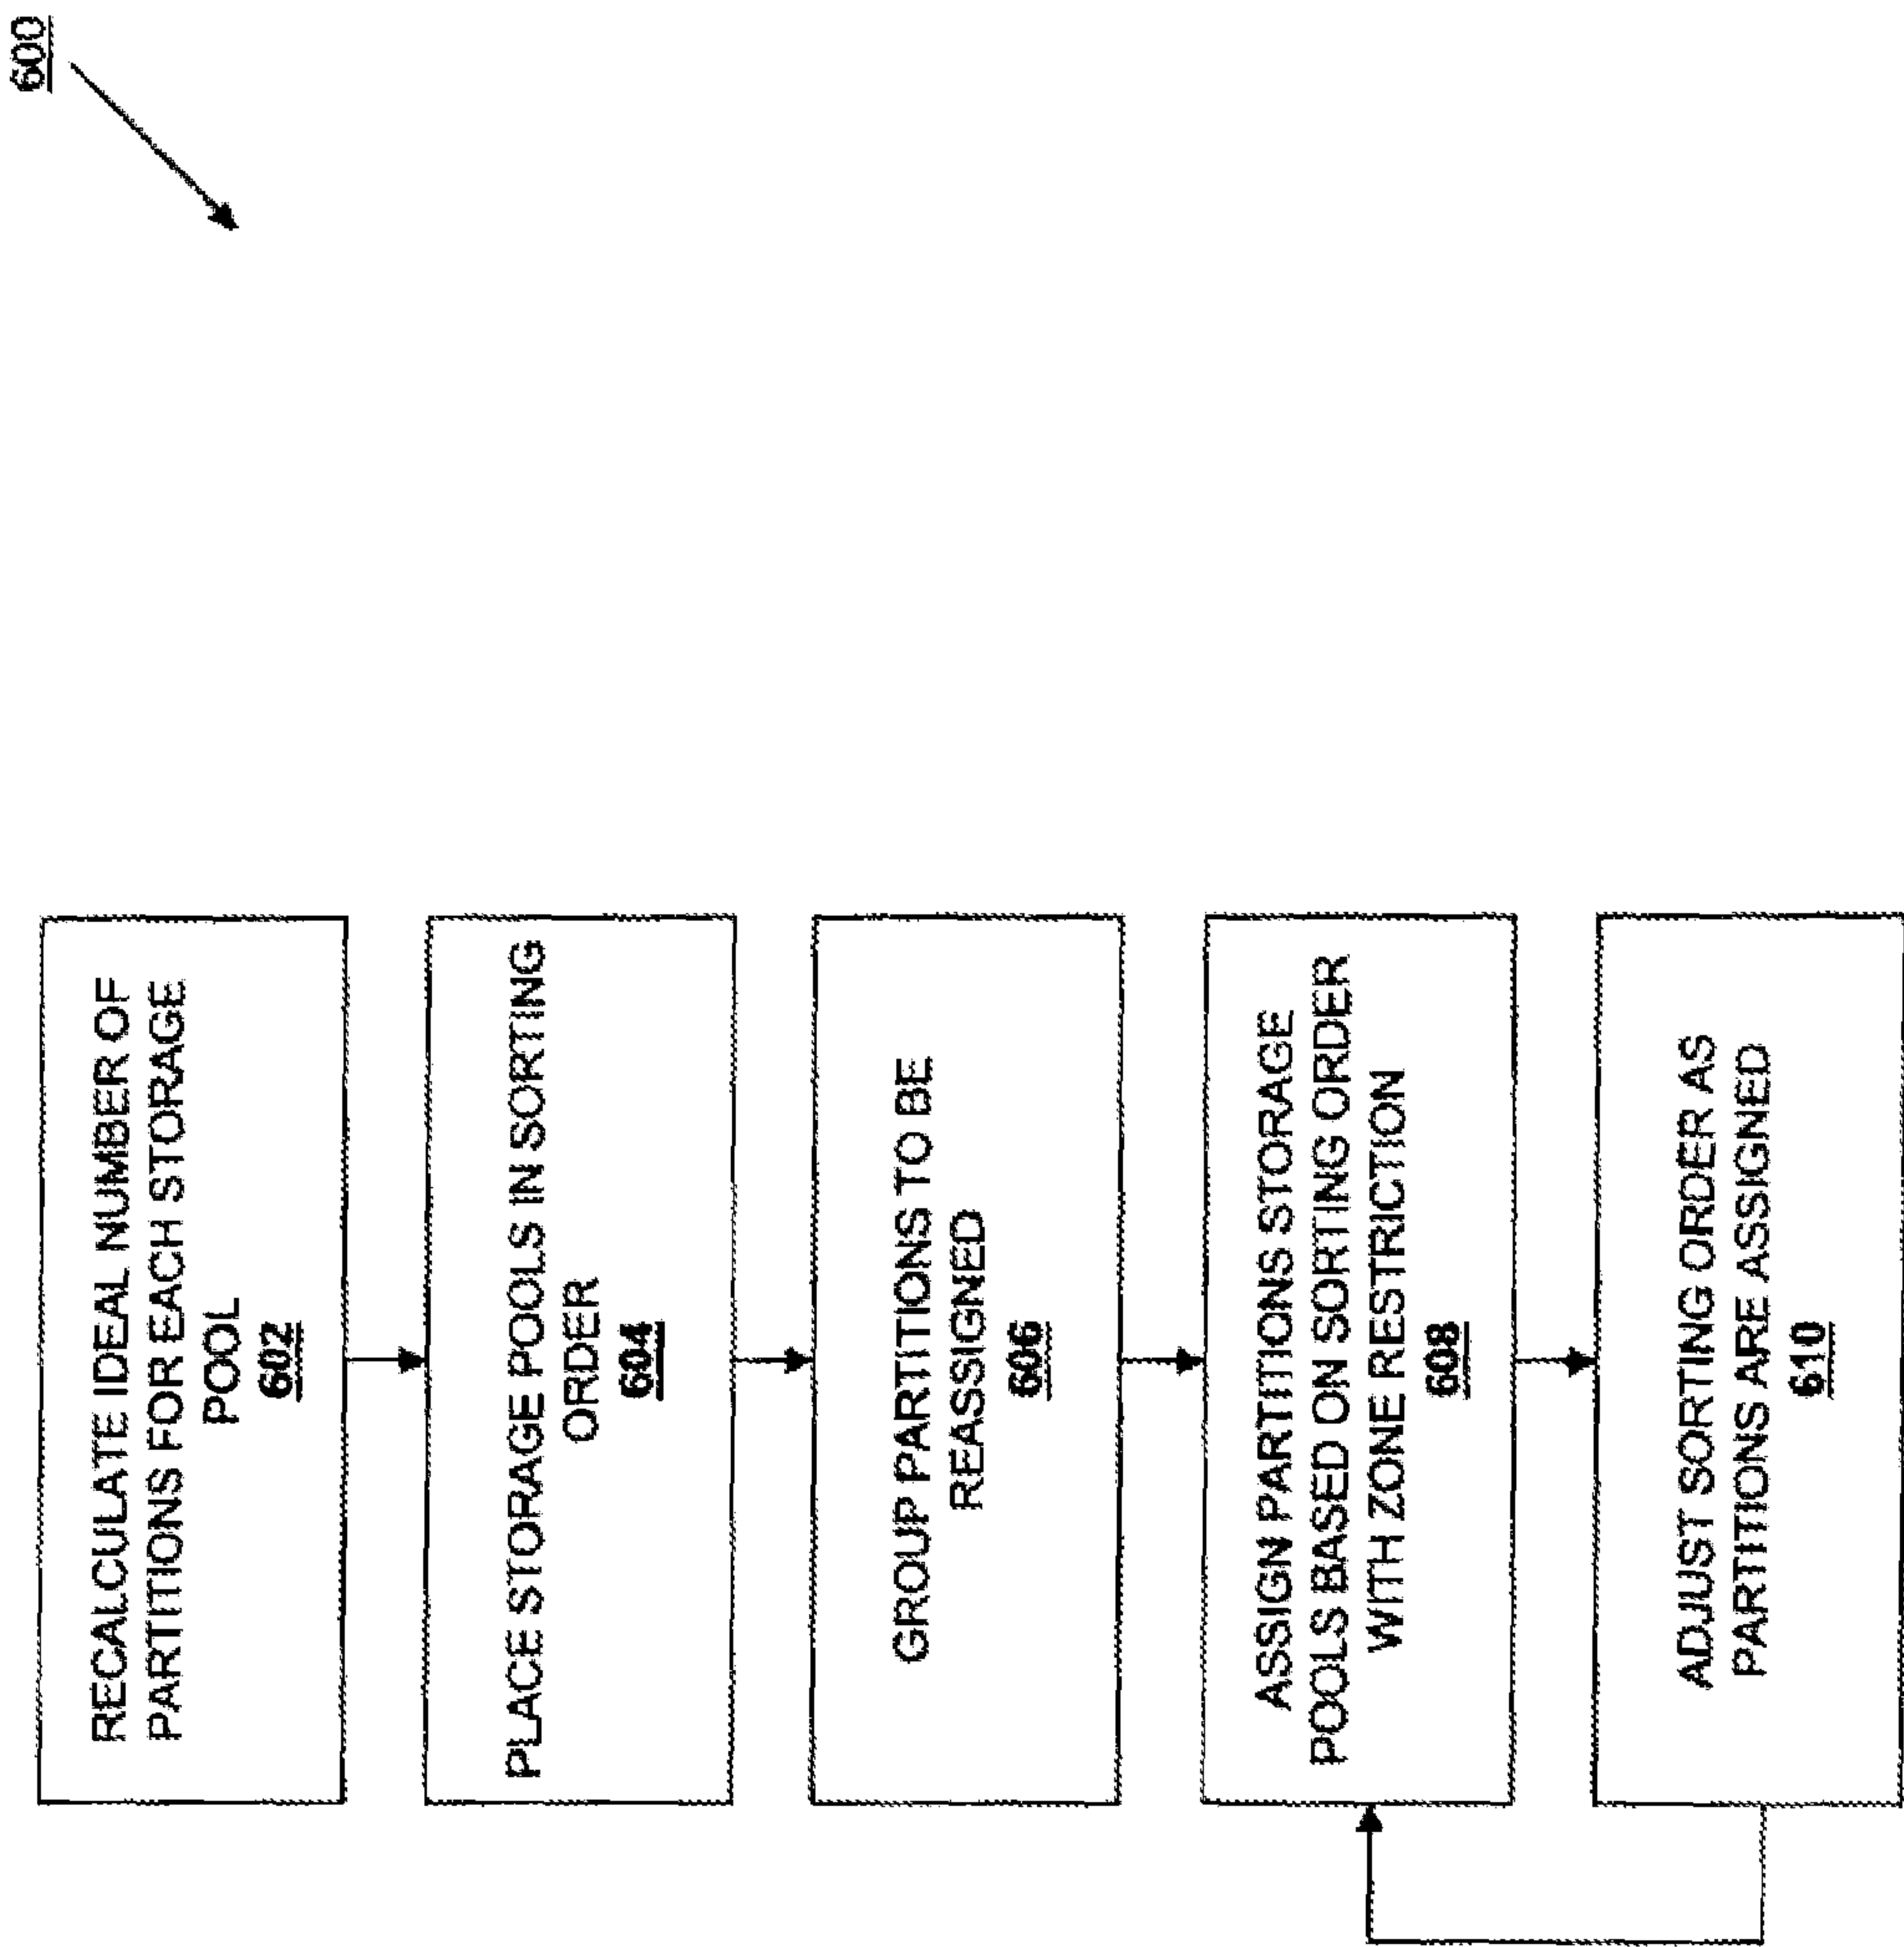 600
RECALCULATE IDEAL NUMBER OF
PARTITIONS FOR EACH STORAGE
POOL
602
PLACE STORAGE POOLS IN SORTING
ORDER
604
GROUP PARTITIONS TO BE
REASSIGNED
606
ASSIGN PARTITIONS STORAGE
POOLS BASED ON SORTING ORDER
WITH ZONE RESTRICTION
608
ADJUST SORTING ORDER AS
PARTITIONS ARE ASSIGNED
610